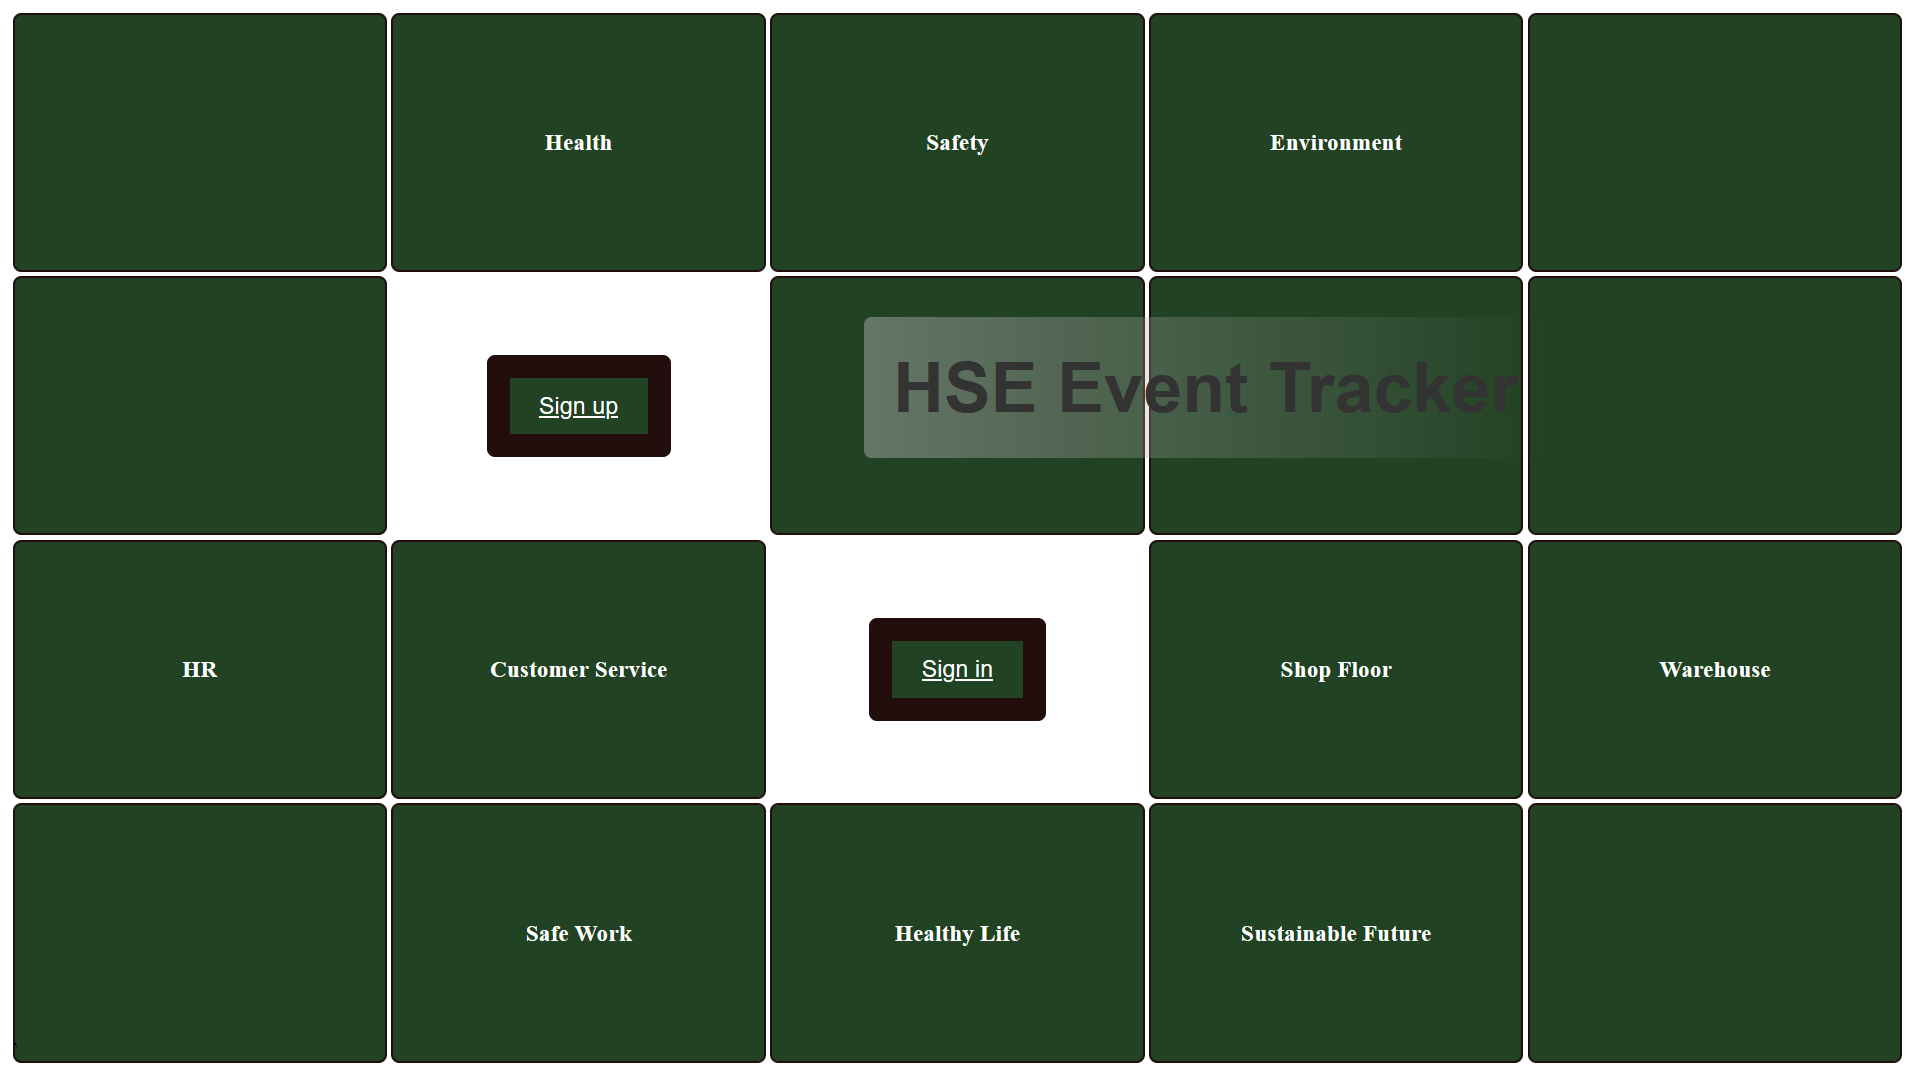 Health
Safety
Environment
Sign up
HSE Event Tracker
HR
Customer Service
Sign in
Shop Floor
Warehouse
Safe Work
Healthy Life
Sustainable Future